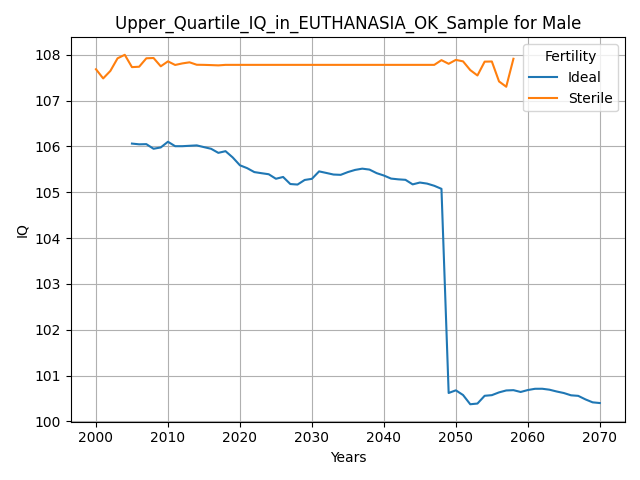 Upper_Quartile_IQ_in_EUTHANASIA_OK_Sample for Male
Fertility
Ideal
Sterile
IQ
108
107
106
105
104
103
102
101
100
2000 2010 2020 2030 2040 2050 2060 2070
Years